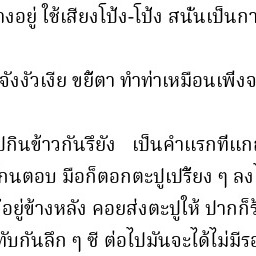 างอยู่ ใช้เสียงโป้ง-โป้ง สนั่นเป็นกา
จังงัวเงีย ขยี้ตา ทำท่าเหมือนเพิ่งจ
ปกินข้าวกันรึยัง เป็นคำแรกที่แก
กนตอบ มือก็ตอกตะปูเปรี้ยง ๆ ลงไ
อยู่ข้างหลัง คอยส่งตะปูให้ ปากก็ร้
ทับกันลึก ๆ ซี ต่อไปมันจะได้ไม่มีรอ